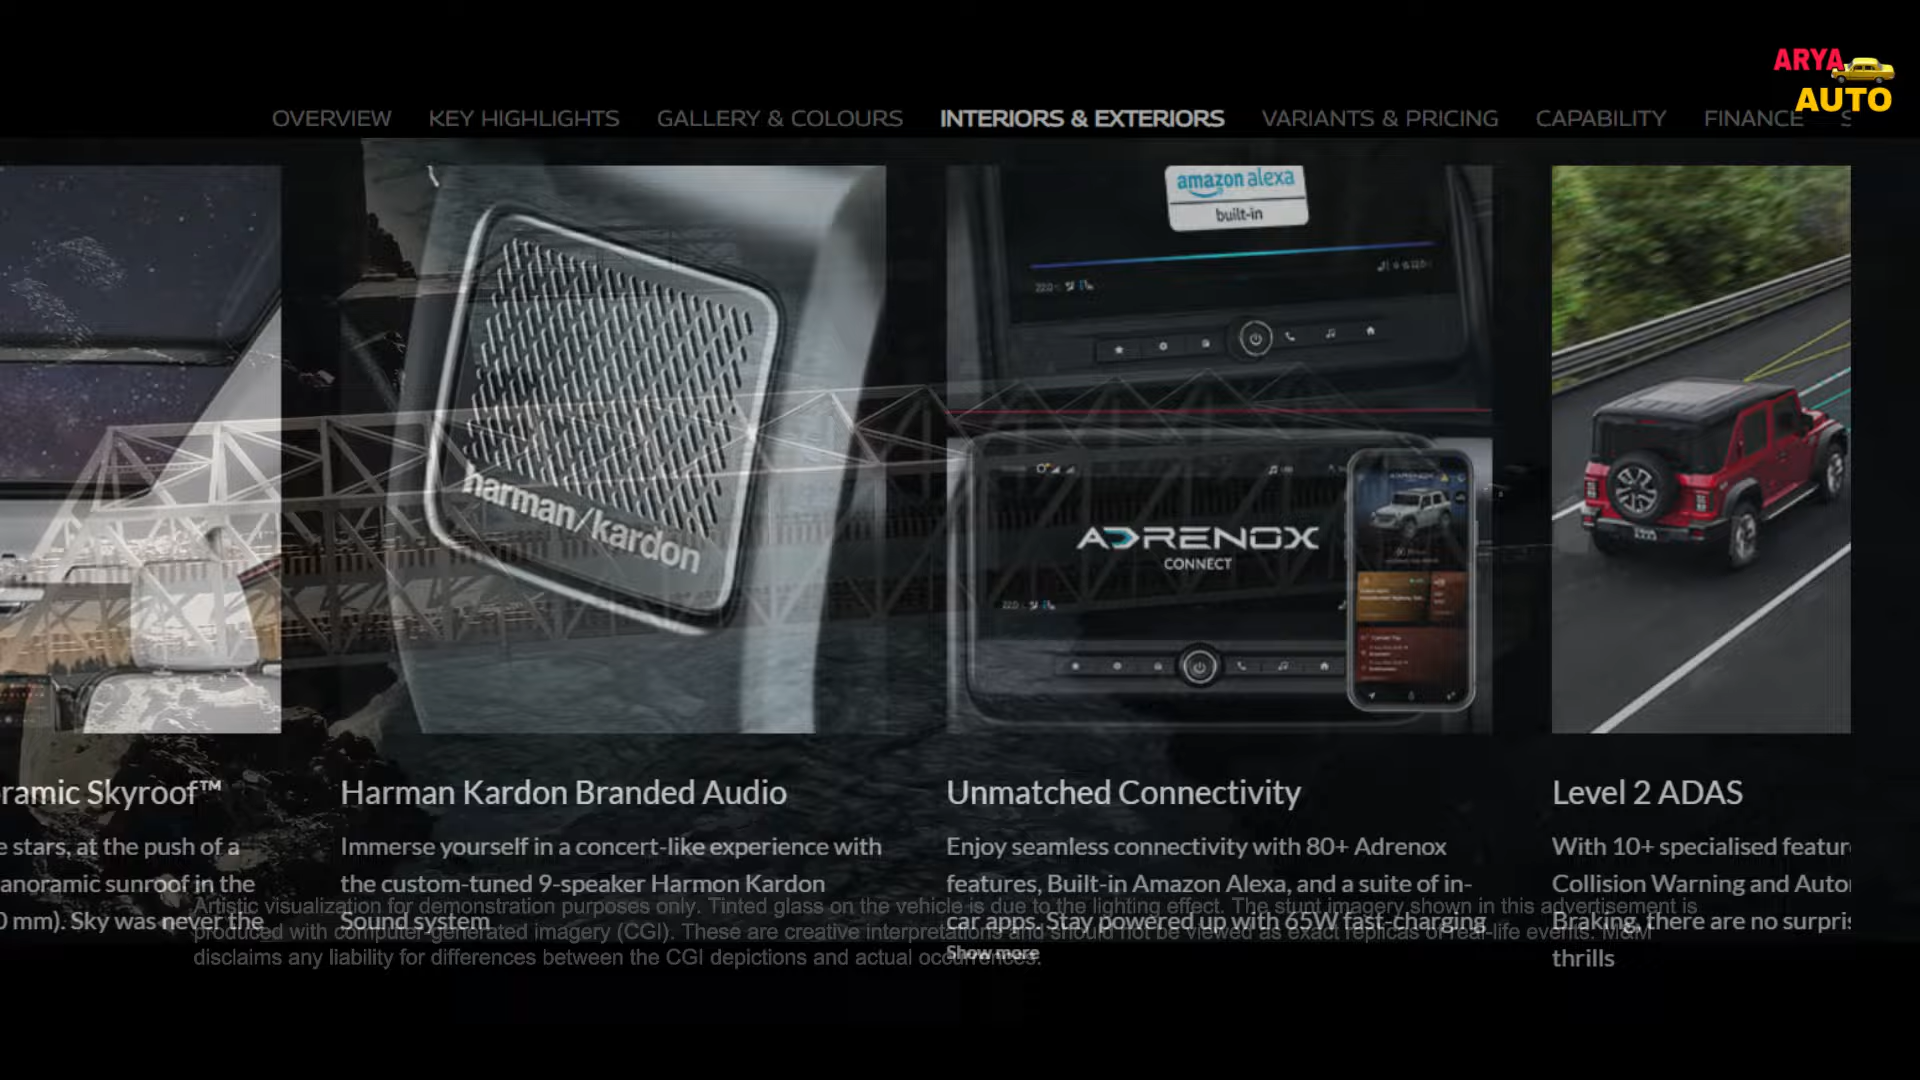 ARYA
AUTO
OVERVIEW KEY HIGHLIGHTS GALLERY & COLOURS INTERIORS & EXTERIORS VARIANTS & PRICING CAPABILITY FINANCE
amazon alexa
built-in
22.0
harman/kardon
ADRENOX
CONNECT
22.0
ramic Skyroof™
e stars, at the push of a
anoramic sunroof in the
0 mm). Sky was never the
Harman Kardon Branded Audio
Immerse yourself in a concert-like experience with
the custom-tuned 9-speaker Harmon Kardon
Sound system
Unmatched Connectivity
Enjoy seamless connectivity with 80+ Adrenox
features, Built-in Amazon Alexa, and a suite of in-
car apps. Stay powered up with 65W fast-charging
Show more
Level 2 ADAS
With 10+ specialised featur
Collision Warning and Auto
Braking, there are no surpris
thrills
Artistic visualization for demonstration purposes only. Tinted glass on the vehicle is due to the lighting effect. The stunt imagery shown in this advertisement is
produced with computer generated imagery (CGI). These are creative interpretations and should not be viewed as exact replicas of real-life events. M&M
disclaims any liability for differences between the CGI depictions and actual occurrences.